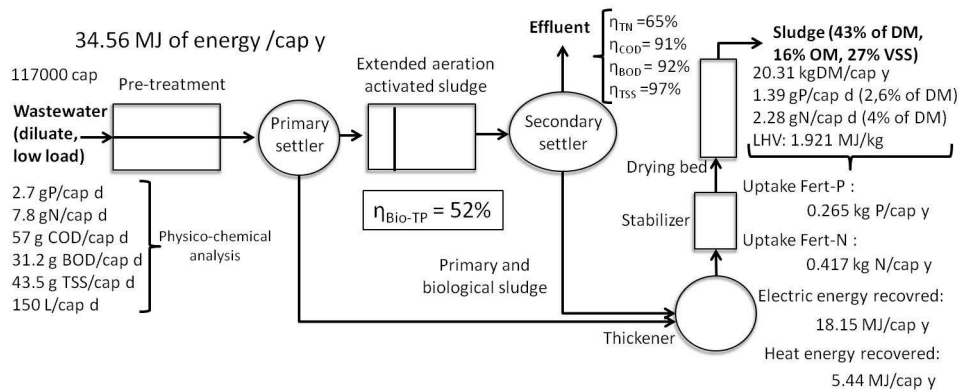 34.56 MJ of energy /cap y
117000 cap
Wastewater
(diluate,
low load)
2.7 gP/cap d
7.8 gN/cap d
57 g COD/cap d
31.2 g BOD/cap d
43.5 g TSS/cap d
150 L/cap d
Physico-chemical
analysis
Pre-treatment
Primary
settler
Extended aeration
activated sludge
ηBio-TP = 52%
Secondary
settler
Effluent
ηTN = 65%
ηCOD = 91%
ηBOD = 92%
ηTSS =97%
Primary and
biological sludge
Thickener
Stabilizer
Drying bed
Sludge (43% of DM,
16% OM, 27% VSS)
20.31 kgDM/cap y
1.39 gP/cap d (2,6% of DM)
2.28 gN/cap d (4% of DM)
LHV: 1.921 MJ/kg
Uptake Fert-P :
0.265 kg P/cap y
Uptake Fert-N :
0.417 kg N/cap y
Electric energy recovred:
18.15 MJ/cap y
Heat energy recovered:
5.44 MJ/cap y